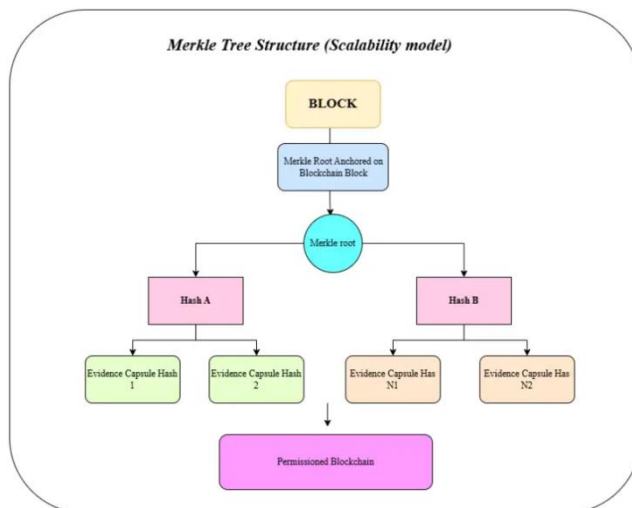 Merkle Tree Structure (Scalability model)
BLOCK
Merkle Root Anchored on
Blockchain Block
Merkle root
Hash A
Hash B
Evidence Capsule Hash
1
Evidence Capsule Hash
2
Evidence Capsule Has
N1
Evidence Capsule Has
N2
Permissioned Blockchain